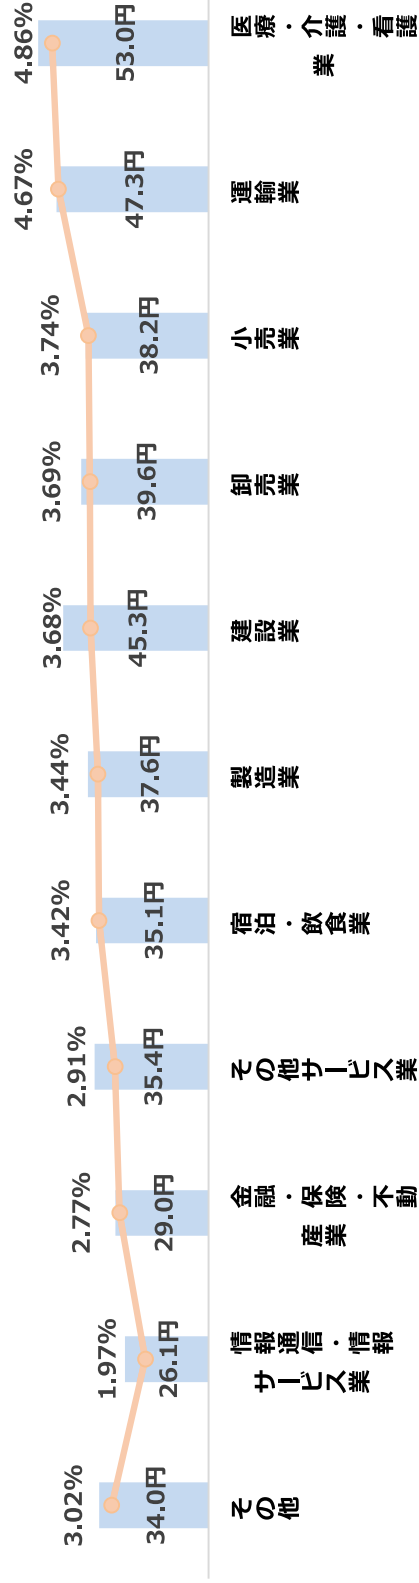 3.02%
1.97%
2.77%
2.91%
3.42%
3.44%
3.68%
3.69%
3.74%
4.67%
4.86%
34.0円
26.1円
29.0円
35.4円
35.1円
37.6円
45.3円
39.6円
38.2円
47.3円
53.0円
その他
情報通信・情報
サービス業
金融・保険・不動
産業
その他サービス業
宿泊・飲食業
製造業
建設業
卸売業
小売業
運輸業
医療・介護・看護
業